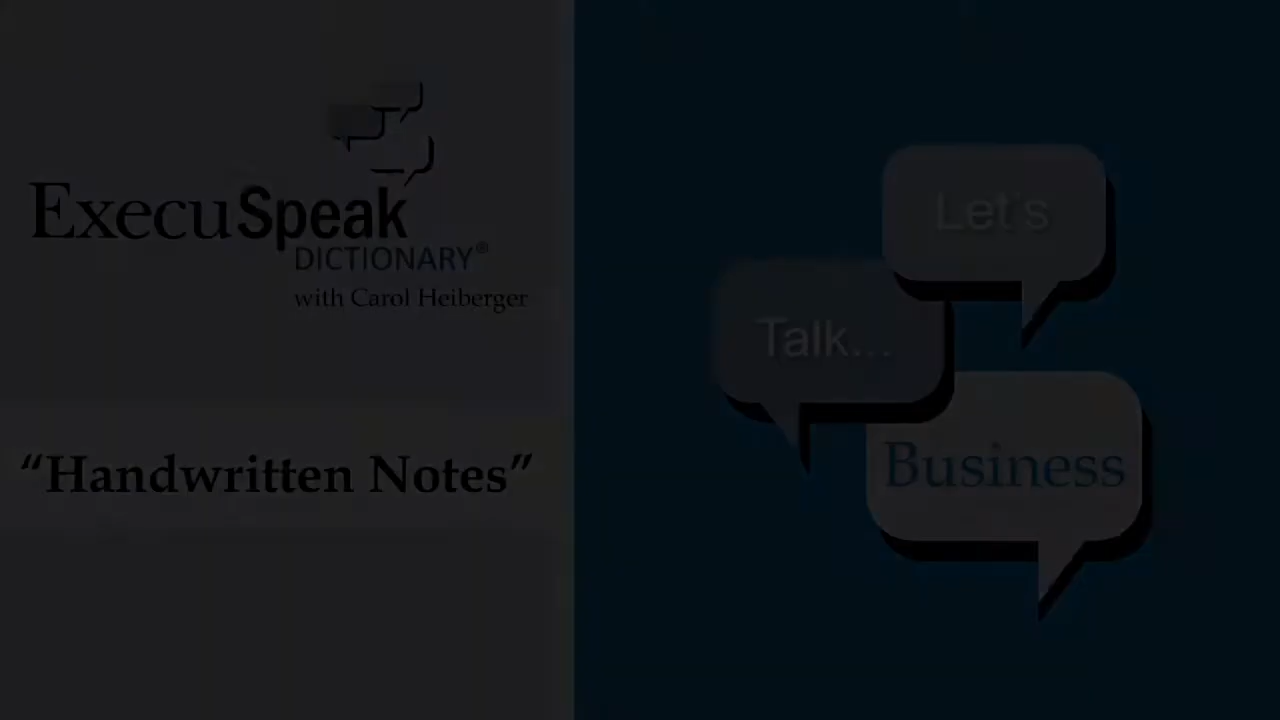 ExecuSpeak
DICTIONARY®
with Carol Heiberger
“Handwritten Notes”
Let's
Talk...
Business